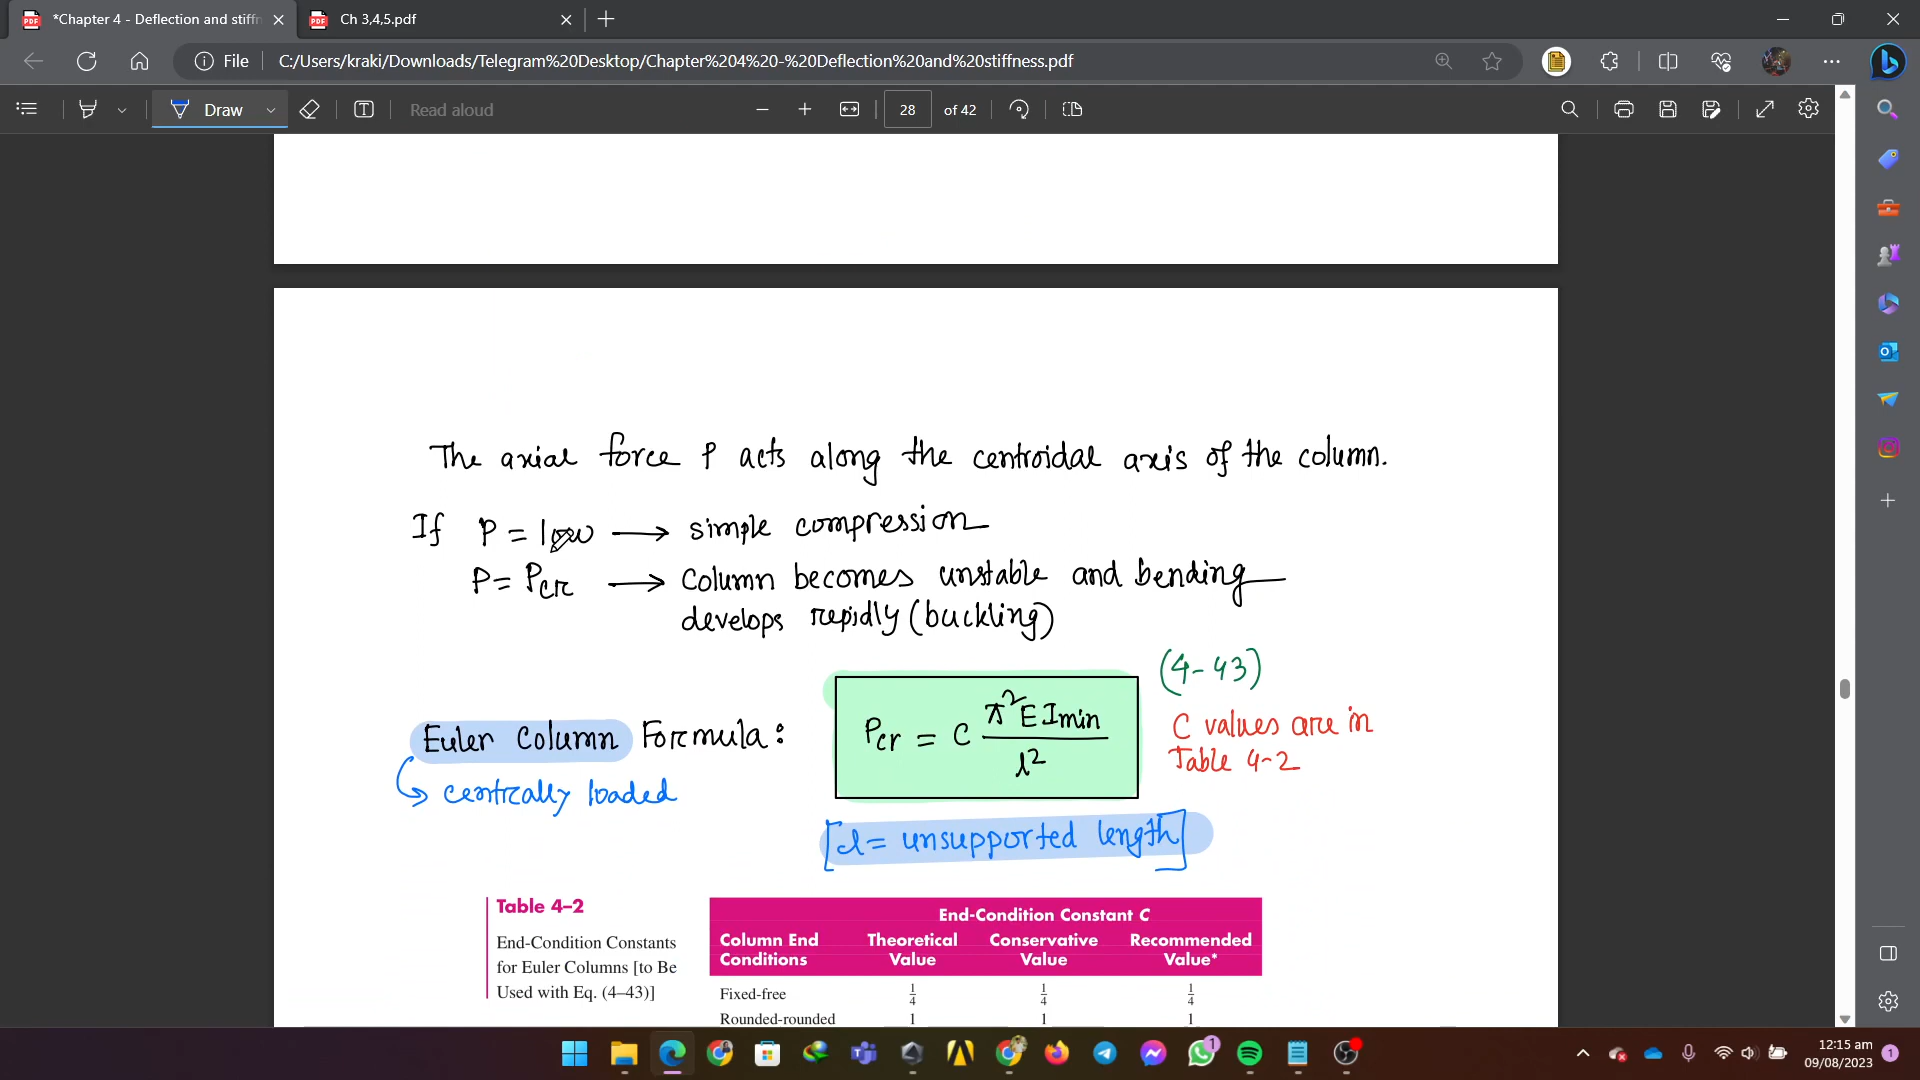 *Chapter 4 - Deflection and stiffn
Ch 3,4,5.pdf
File
C:/Users/kraki/Downloads/Telegram%20Desktop/Chapter%204%20-%20Deflection%20and%20stiffness.pdf
Draw
Read aloud
28
of 42
The axial force P acts along the centroidal axis of the column.
If P = low → simple compression
P = Pcr → Column becomes unstable and bending
develops rapidly (buckling)
(4-43)
Euler Column Formula:
Pcr = C π²EImin / l²
C values are in
Table 4-2
↳ centrally loaded
[l = unsupported length]
Table 4–2
End-Condition Constants
for Euler Columns [to Be
Used with Eq. (4–43)]
End-Condition Constant C
Column End Conditions
Theoretical Value
Conservative Value
Recommended Value*
Fixed-free 1/4 1/4 1/4
Rounded-rounded 1 1 1
1
12:15 am
09/08/2023
1